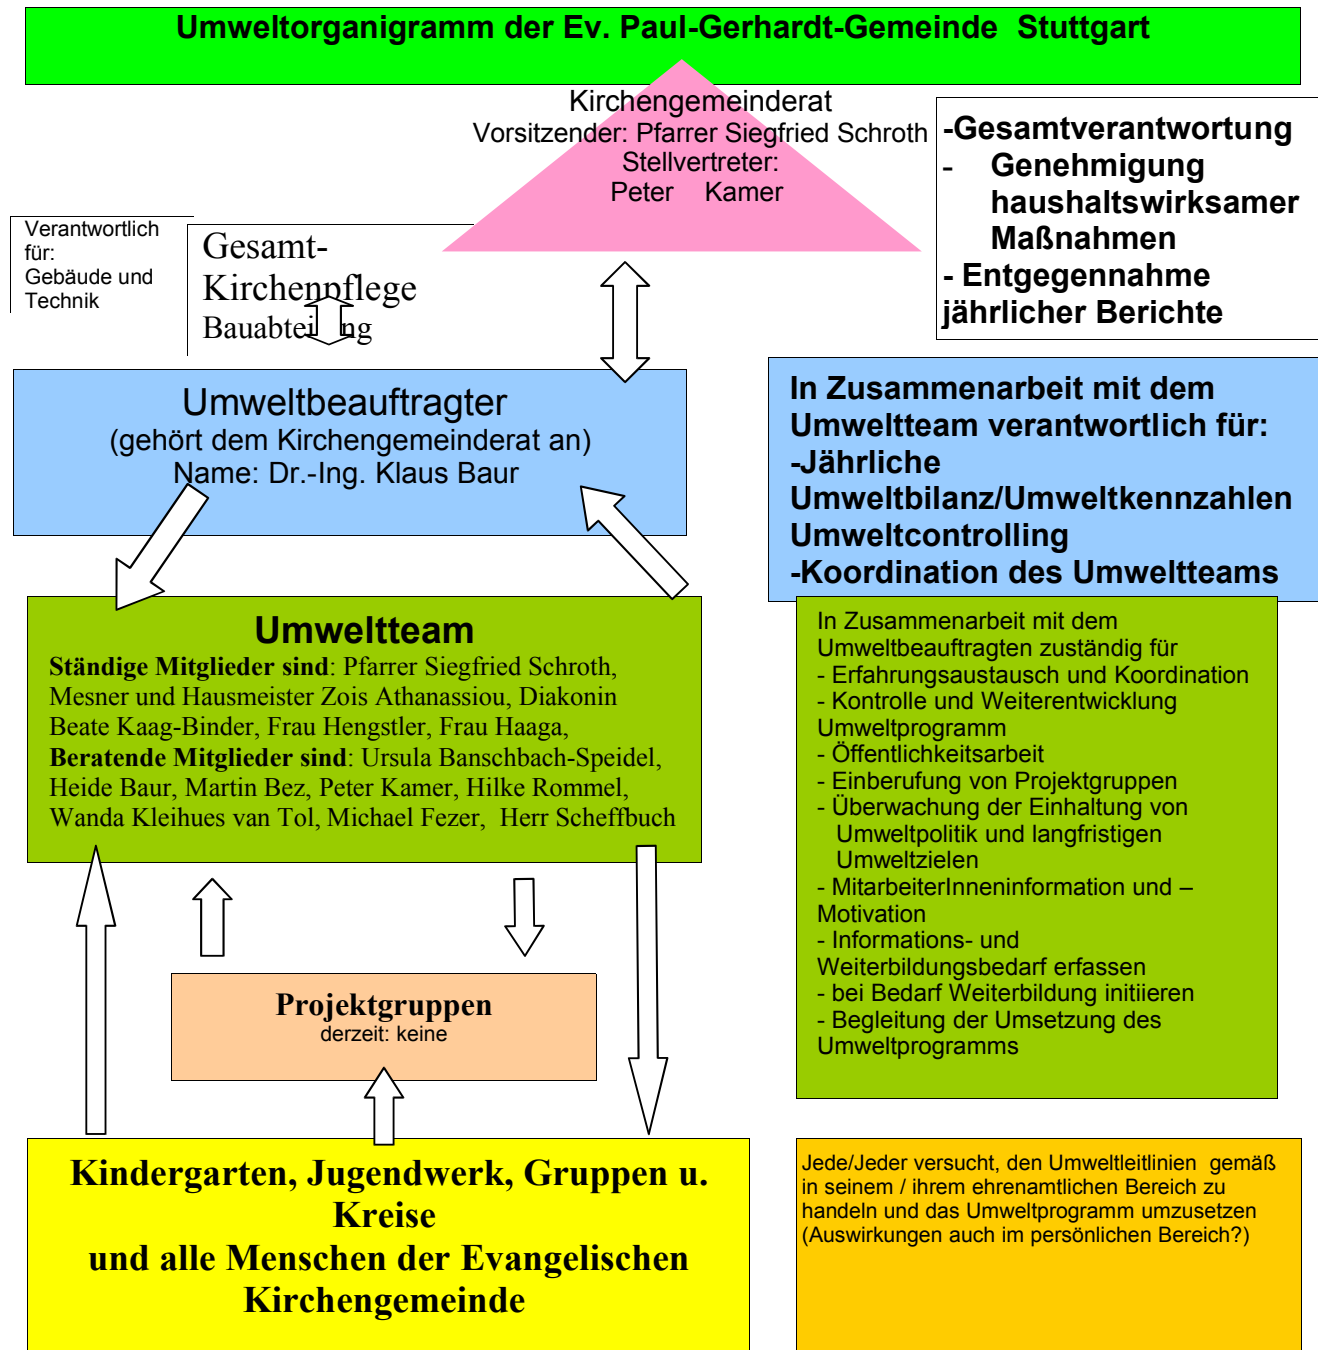 Umweltorganigramm der Ev. Paul-Gerhardt-Gemeinde Stuttgart
Kirchengemeinderat
Vorsitzender: Pfarrer Siegfried Schroth
Stellvertreter:
Peter Kamer
-Gesamtverantwortung
- Genehmigung
haushaltswirksamer
Maßnahmen
- Entgegennahme
jährlicher Berichte
Verantwortlich
für:
Gebäude und
Technik
Gesamt-
Kirchenpflege
Bauabteilung
Umweltbeauftragter
(gehört dem Kirchengemeinderat an)
Name: Dr.-Ing. Klaus Baur
In Zusammenarbeit mit dem
Umweltteam verantwortlich für:
-Jährliche
Umweltbilanz/Umweltkennzahlen
Umweltcontrolling
-Koordination des Umweltteams
Umweltteam
Ständige Mitglieder sind: Pfarrer Siegfried Schroth,
Mesner und Hausmeister Zois Athanassiou, Diakonin
Beate Kaag-Binder, Frau Hengstler, Frau Haaga,
Beratende Mitglieder sind: Ursula Banschbach-Speidel,
Heide Baur, Martin Bez, Peter Kamer, Hilke Rommel,
Wanda Kleihues van Tol, Michael Fezer, Herr Scheffbuch
In Zusammenarbeit mit dem
Umweltbeauftragten zuständig für
- Erfahrungsaustausch und Koordination
- Kontrolle und Weiterentwicklung
Umweltprogramm
- Öffentlichkeitsarbeit
- Einberufung von Projektgruppen
- Überwachung der Einhaltung von
Umweltpolitik und langfristigen
Umweltzielen
- MitarbeiterInneninformation und –
Motivation
- Informations- und
Weiterbildungsbedarf erfassen
- bei Bedarf Weiterbildung initiieren
- Begleitung der Umsetzung des
Umweltprogramms
Projektgruppen
derzeit: keine
Kindergarten, Jugendwerk, Gruppen u.
Kreise
und alle Menschen der Evangelischen
Kirchengemeinde
Jede/Jeder versucht, den Umweltleitlinien gemäß
in seinem / ihrem ehrenamtlichen Bereich zu
handeln und das Umweltprogramm umzusetzen
(Auswirkungen auch im persönlichen Bereich?)